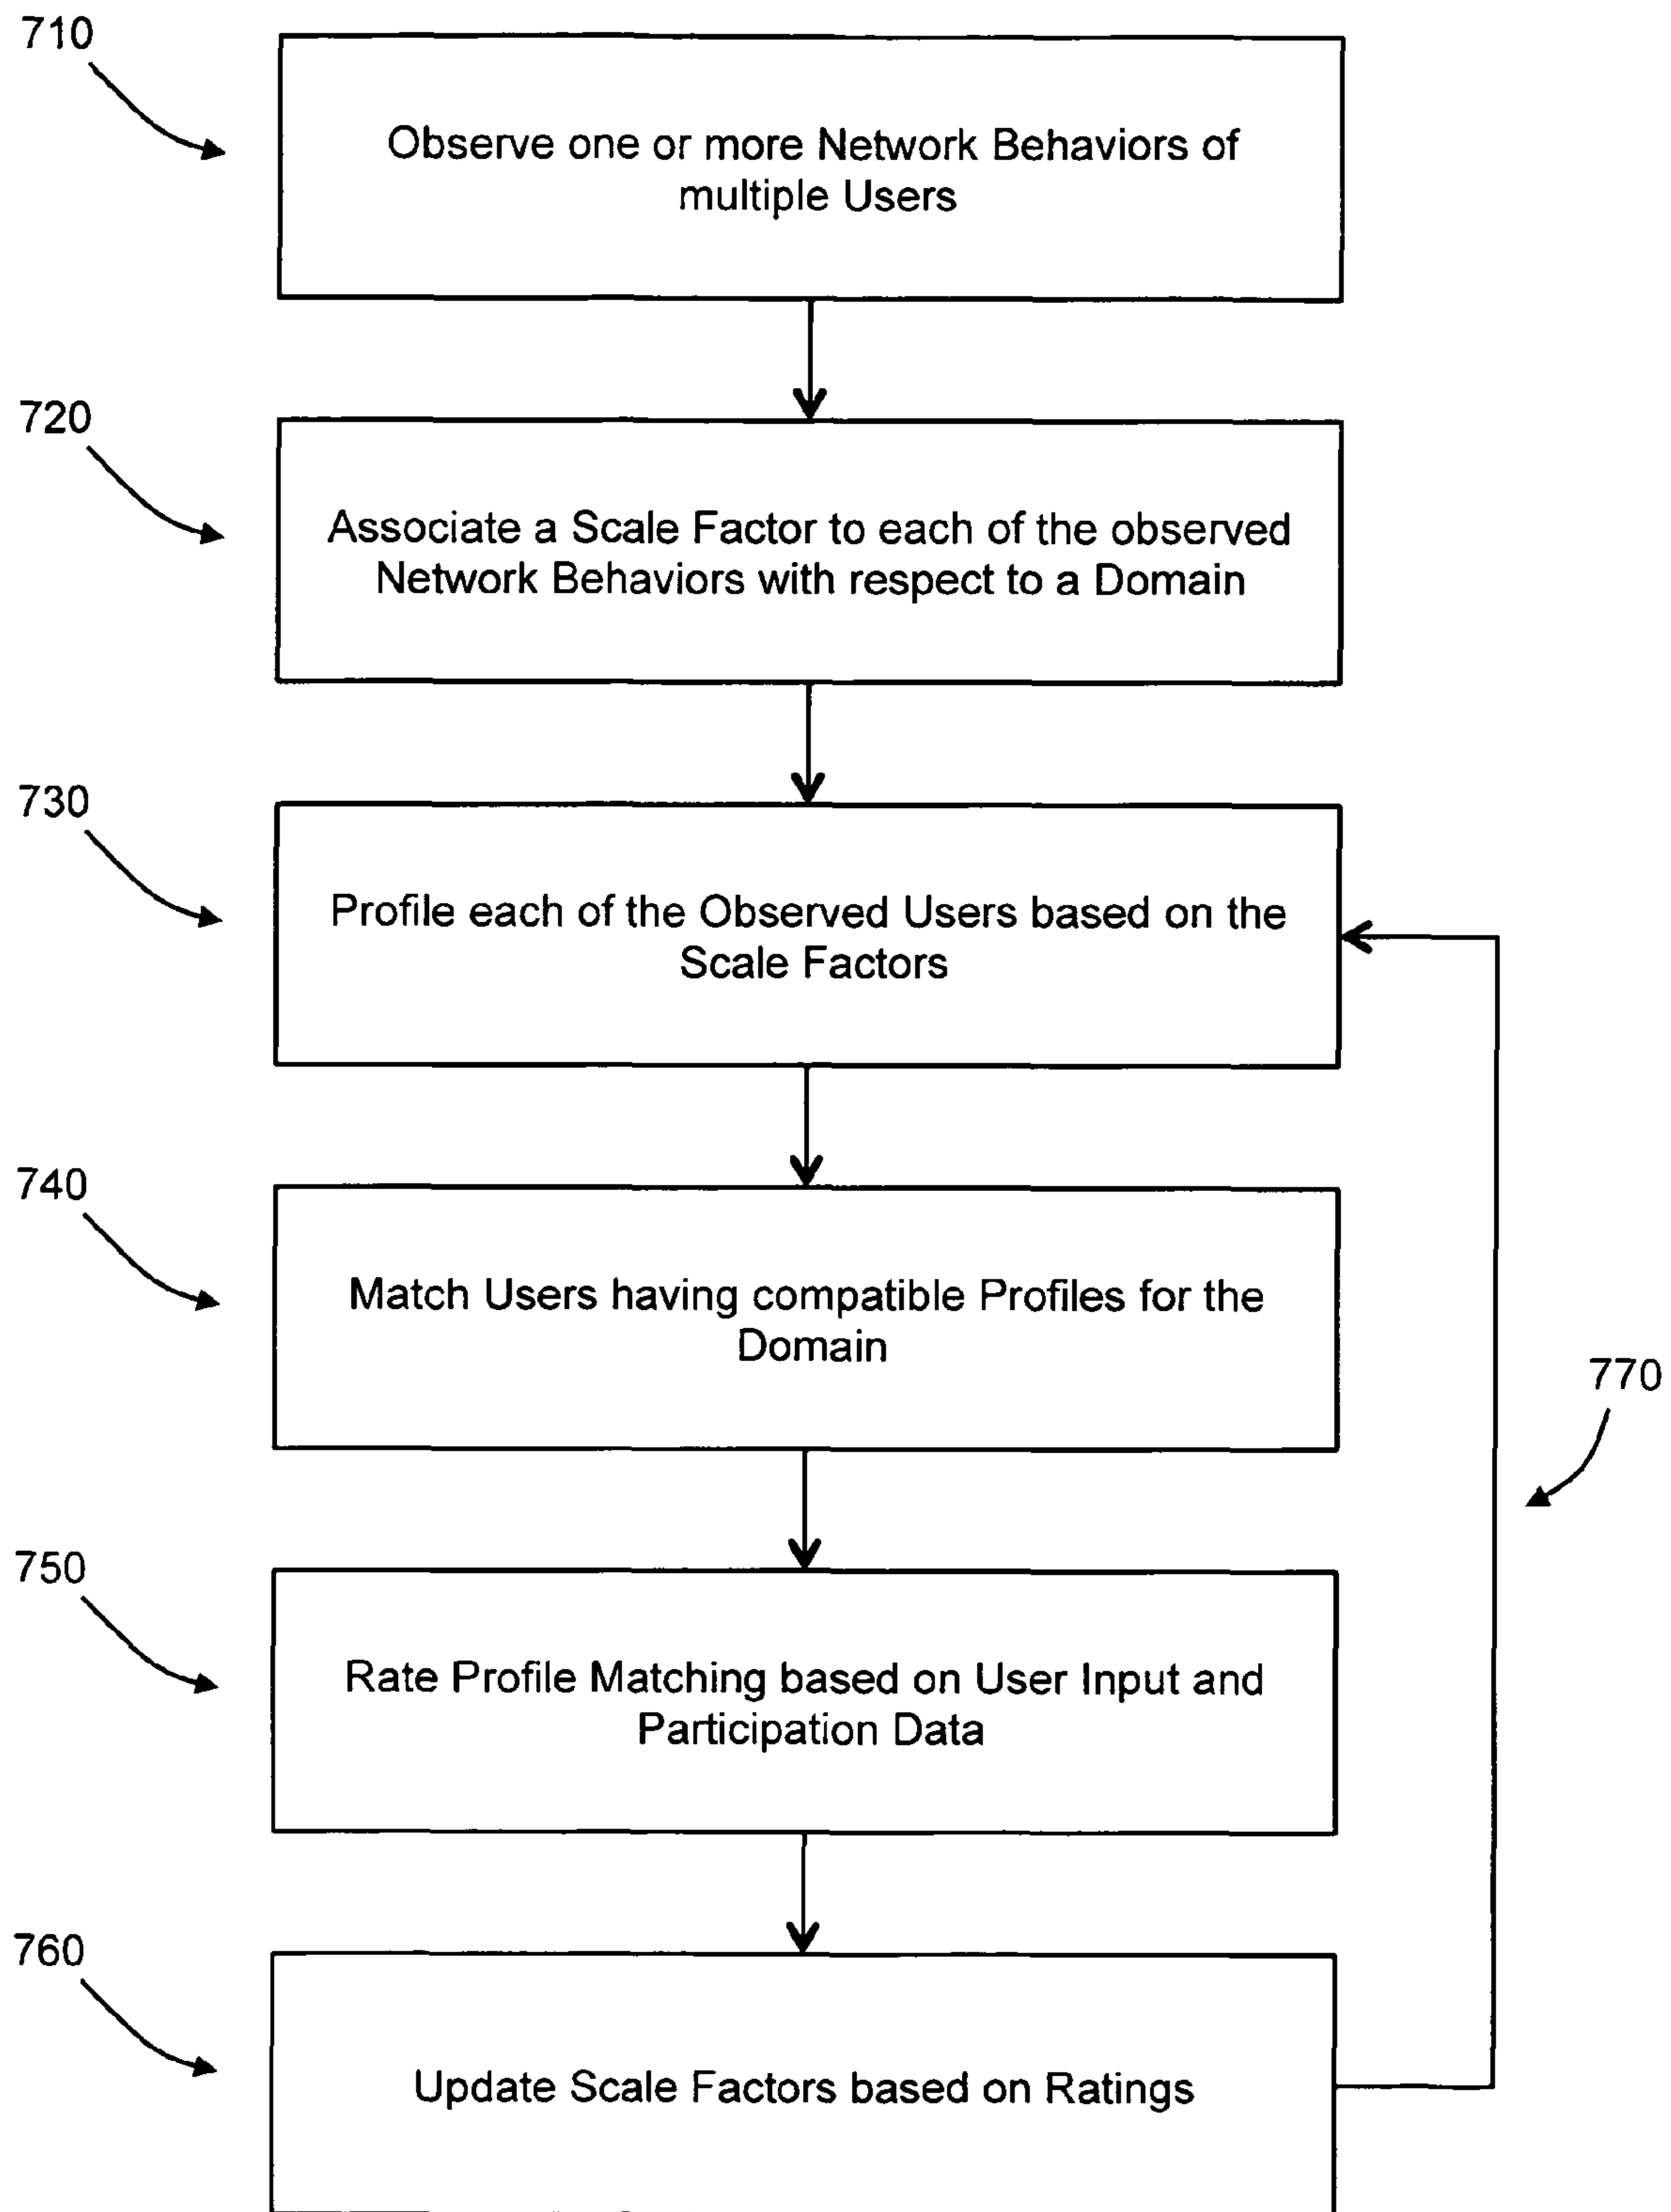 710
Observe one or more Network Behaviors of
multiple Users
720
Associate a Scale Factor to each of the observed
Network Behaviors with respect to a Domain
730
Profile each of the Observed Users based on the
Scale Factors
740
Match Users having compatible Profiles for the
Domain
770
750
Rate Profile Matching based on User Input and
Participation Data
760
Update Scale Factors based on Ratings